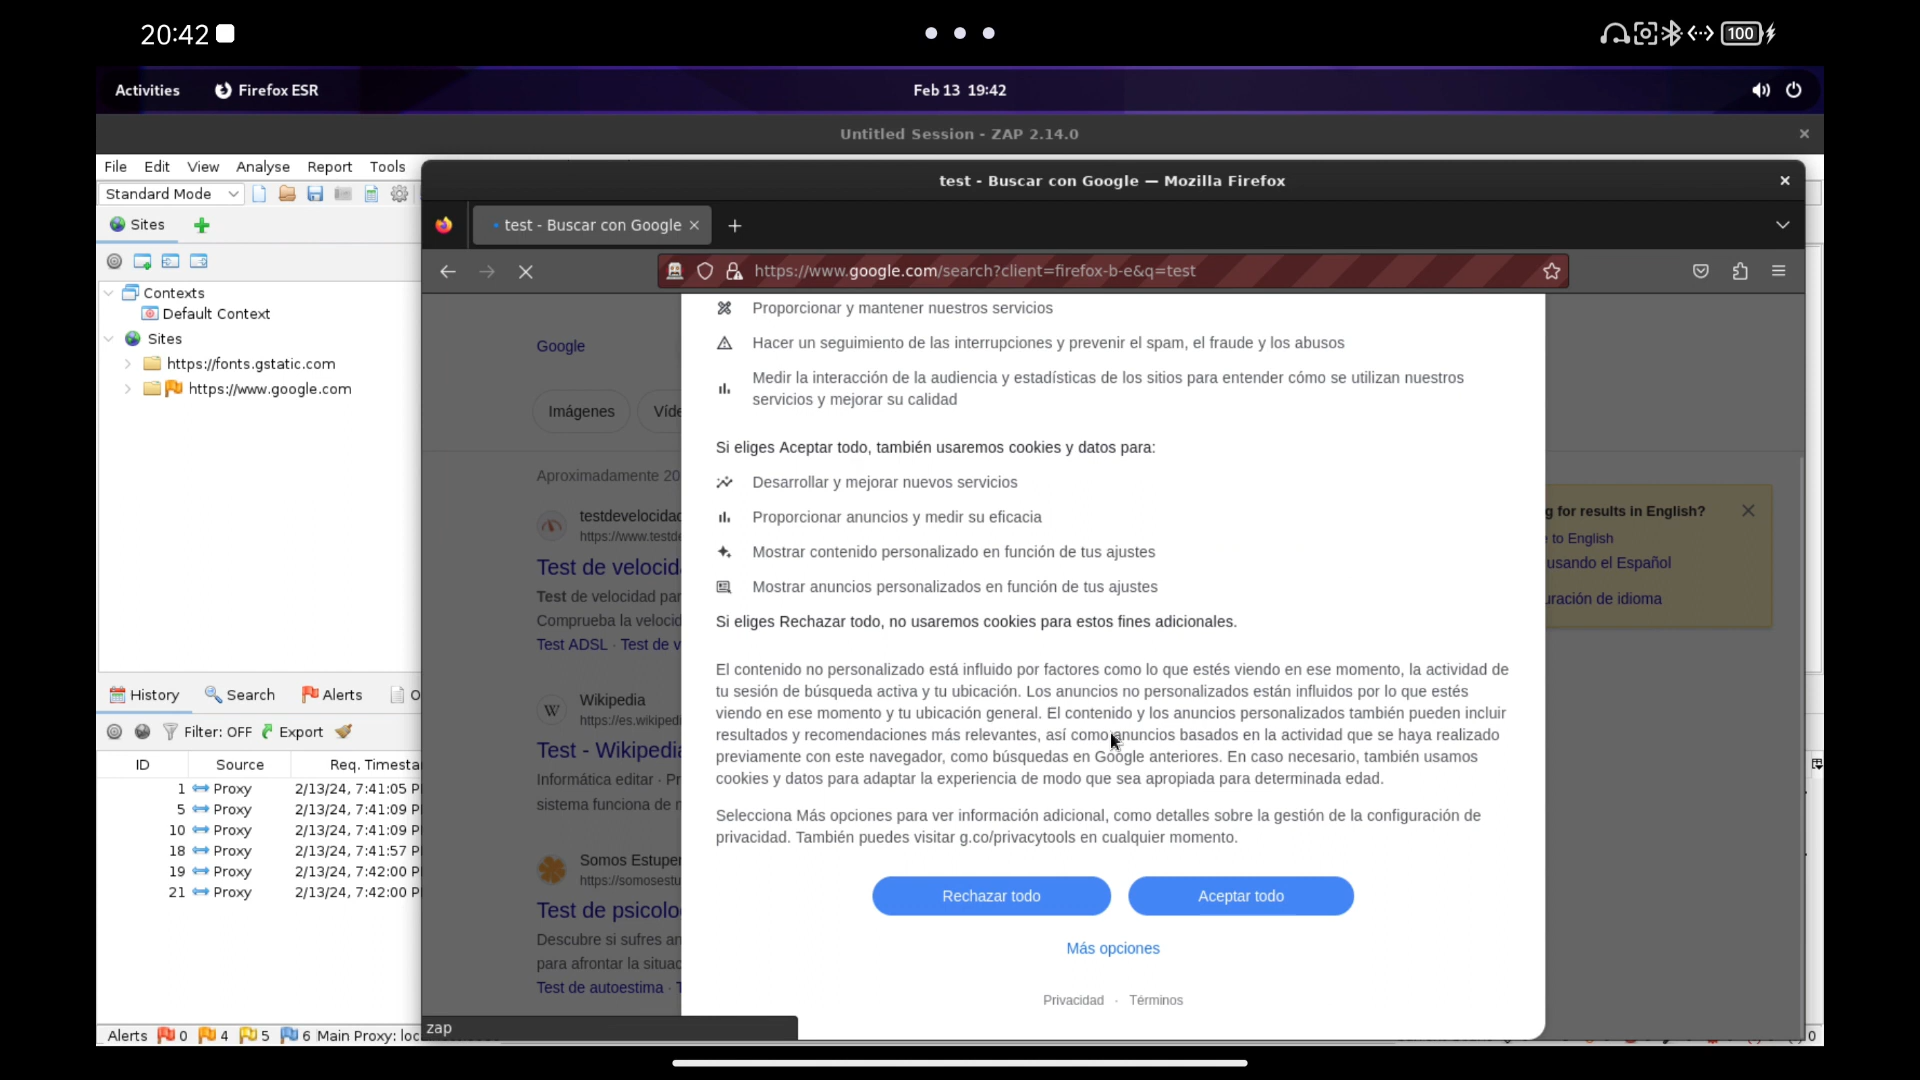 20:42
100
Activities
Firefox ESR
Feb 13 19:42
Untitled Session - ZAP 2.14.0
File Edit View Analyse Report Tools
Standard Mode
test - Buscar con Google — Mozilla Firefox
Sites
test - Buscar con Google
https://www.google.com/search?client=firefox-b-e&q=test
Contexts
Default Context
Sites
https://fonts.gstatic.com
https://www.google.com
Google
Imágenes
Aproximadamente 20
Test de
Test ADSL · Test de
Wikipedia
W
Test - Wikipedia
Informática editar ·
sistema funciona de
Somos
Test de
Descubre si sufres
para afrontar la
Test de autoestima ·
Proporcionar y mantener nuestros servicios
Hacer un seguimiento de las interrupciones y prevenir el spam, el fraude y los abusos
Medir la interacción de la audiencia y estadísticas de los sitios para entender cómo se utilizan nuestros
servicios y mejorar su calidad
Si eliges Aceptar todo, también usaremos cookies y datos para:
Desarrollar y mejorar nuevos servicios
Proporcionar anuncios y medir su eficacia
Mostrar contenido personalizado en función de tus ajustes
Mostrar anuncios personalizados en función de tus ajustes
Si eliges Rechazar todo, no usaremos cookies para estos fines adicionales.
El contenido no personalizado está influido por factores como lo que estés viendo en ese momento, la actividad de
tu sesión de búsqueda activa y tu ubicación. Los anuncios no personalizados están influidos por lo que estés
viendo en ese momento y tu ubicación general. El contenido y los anuncios personalizados también pueden incluir
resultados y recomendaciones más relevantes, así como anuncios basados en la actividad que se haya realizado
previamente con este navegador, como búsquedas en Google anteriores. En caso necesario, también usamos
cookies y datos para adaptar la experiencia de modo que sea apropiada para determinada edad.
Selecciona Más opciones para ver información adicional, como detalles sobre la gestión de la configuración de
privacidad. También puedes visitar g.co/privacytools en cualquier momento.
Rechazar todo
Aceptar todo
Más opciones
Privacidad · Términos
g for results in English?
to English
usando el Español
uración de idioma
zap
History Search Alerts O
Filter: OFF Export
ID Source Req. Timesta
1 Proxy 2/13/24, 7:41:05 P
5 Proxy 2/13/24, 7:41:09 P
10 Proxy 2/13/24, 7:41:09 P
18 Proxy 2/13/24, 7:41:57 P
19 Proxy 2/13/24, 7:42:00 P
21 Proxy 2/13/24, 7:42:00 P
Alerts 0 4 5 6 Main Proxy: loc
0